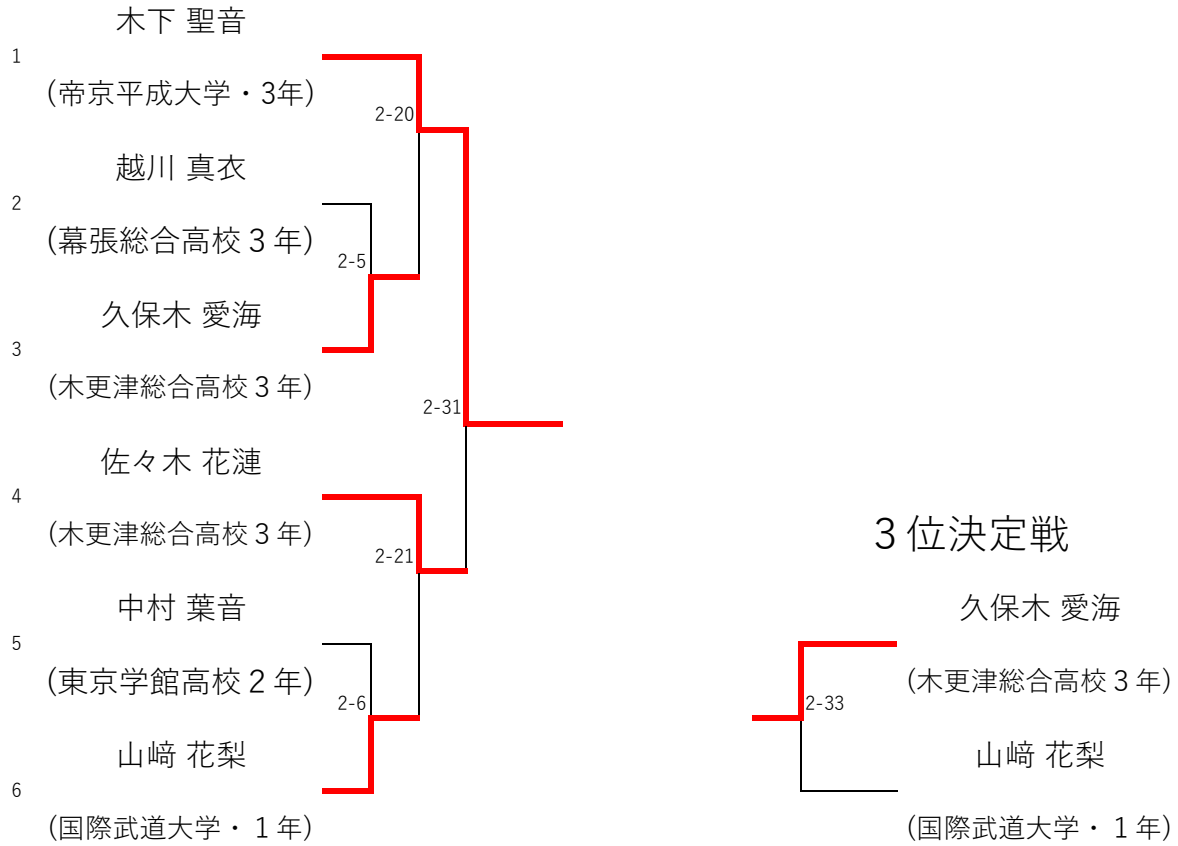 木下 聖音
1
(帝京平成大学・3年)
2-20
越川 真衣
2
(幕張総合高校３年)
2-5
久保木 愛海
3
(木更津総合高校３年)
2-31
佐々木 花漣
4
(木更津総合高校３年)
2-21
中村 葉音
5
(東京学館高校２年)
2-6
山﨑 花梨
6
(国際武道大学・１年)
３位決定戦
久保木 愛海
(木更津総合高校３年)
2-33
山﨑 花梨
(国際武道大学・１年)